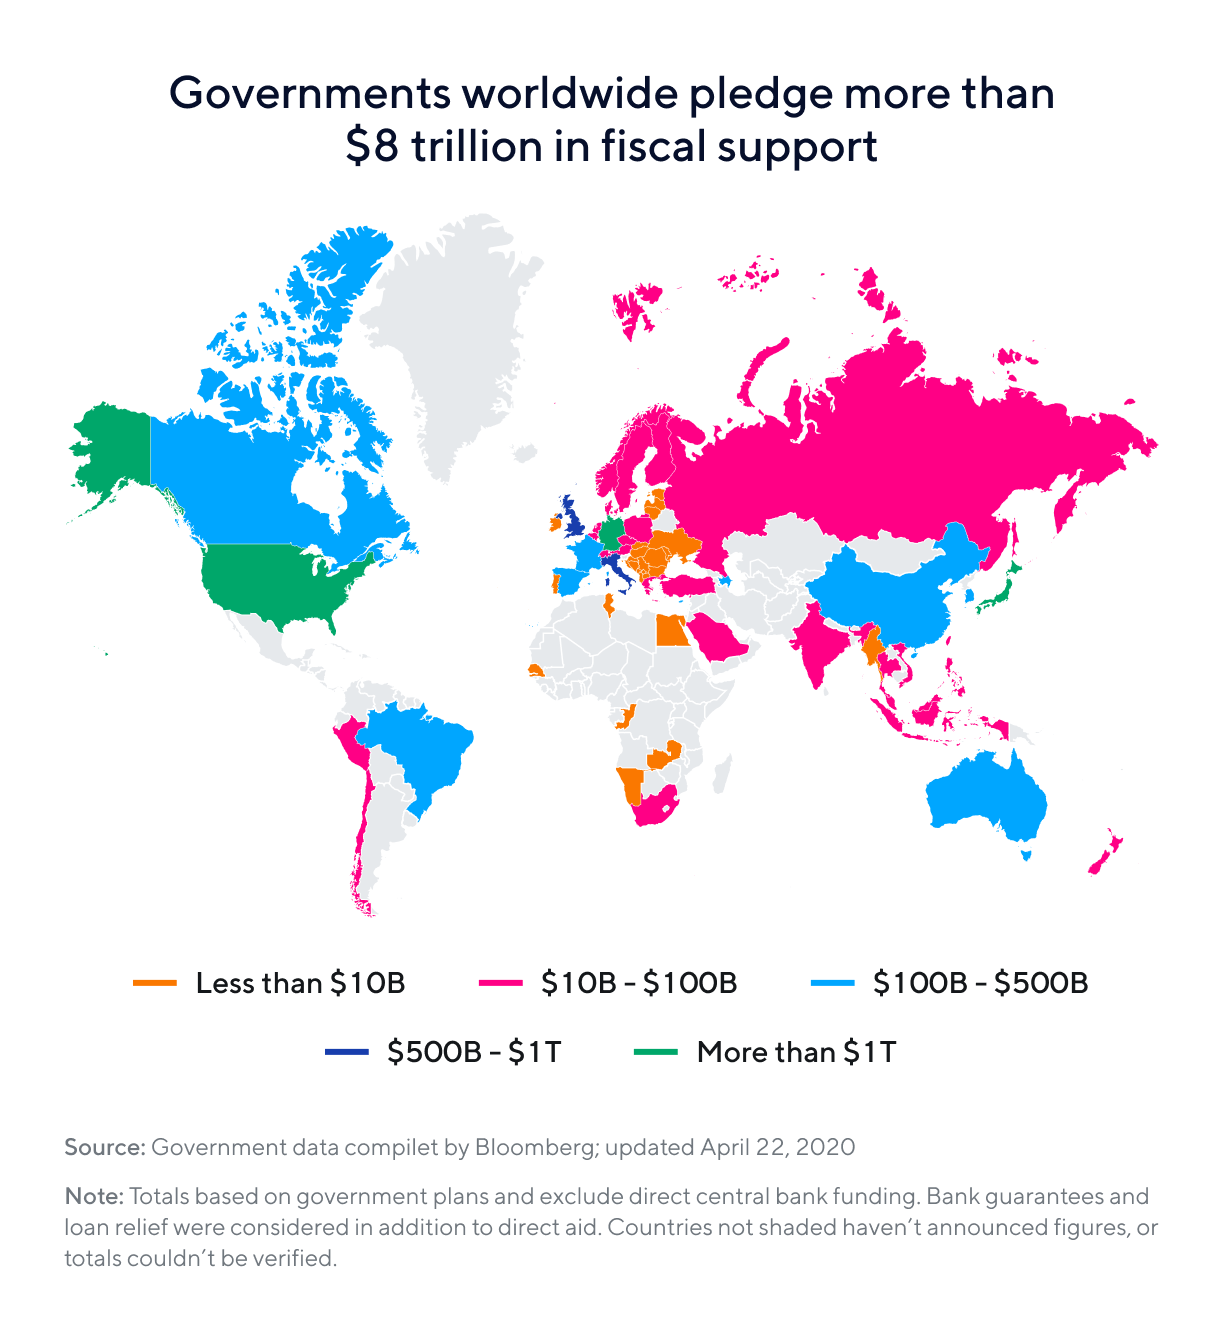 Governments worldwide pledge more than
$8 trillion in fiscal support
Less than $10B
$10B - $100B
$100B - $500B
$500B - $1T
More than $1T
Source: Government data compilet by Bloomberg; updated April 22, 2020
Note: Totals based on government plans and exclude direct central bank funding. Bank guarantees and
loan relief were considered in addition to direct aid. Countries not shaded haven’t announced figures, or
totals couldn’t be verified.